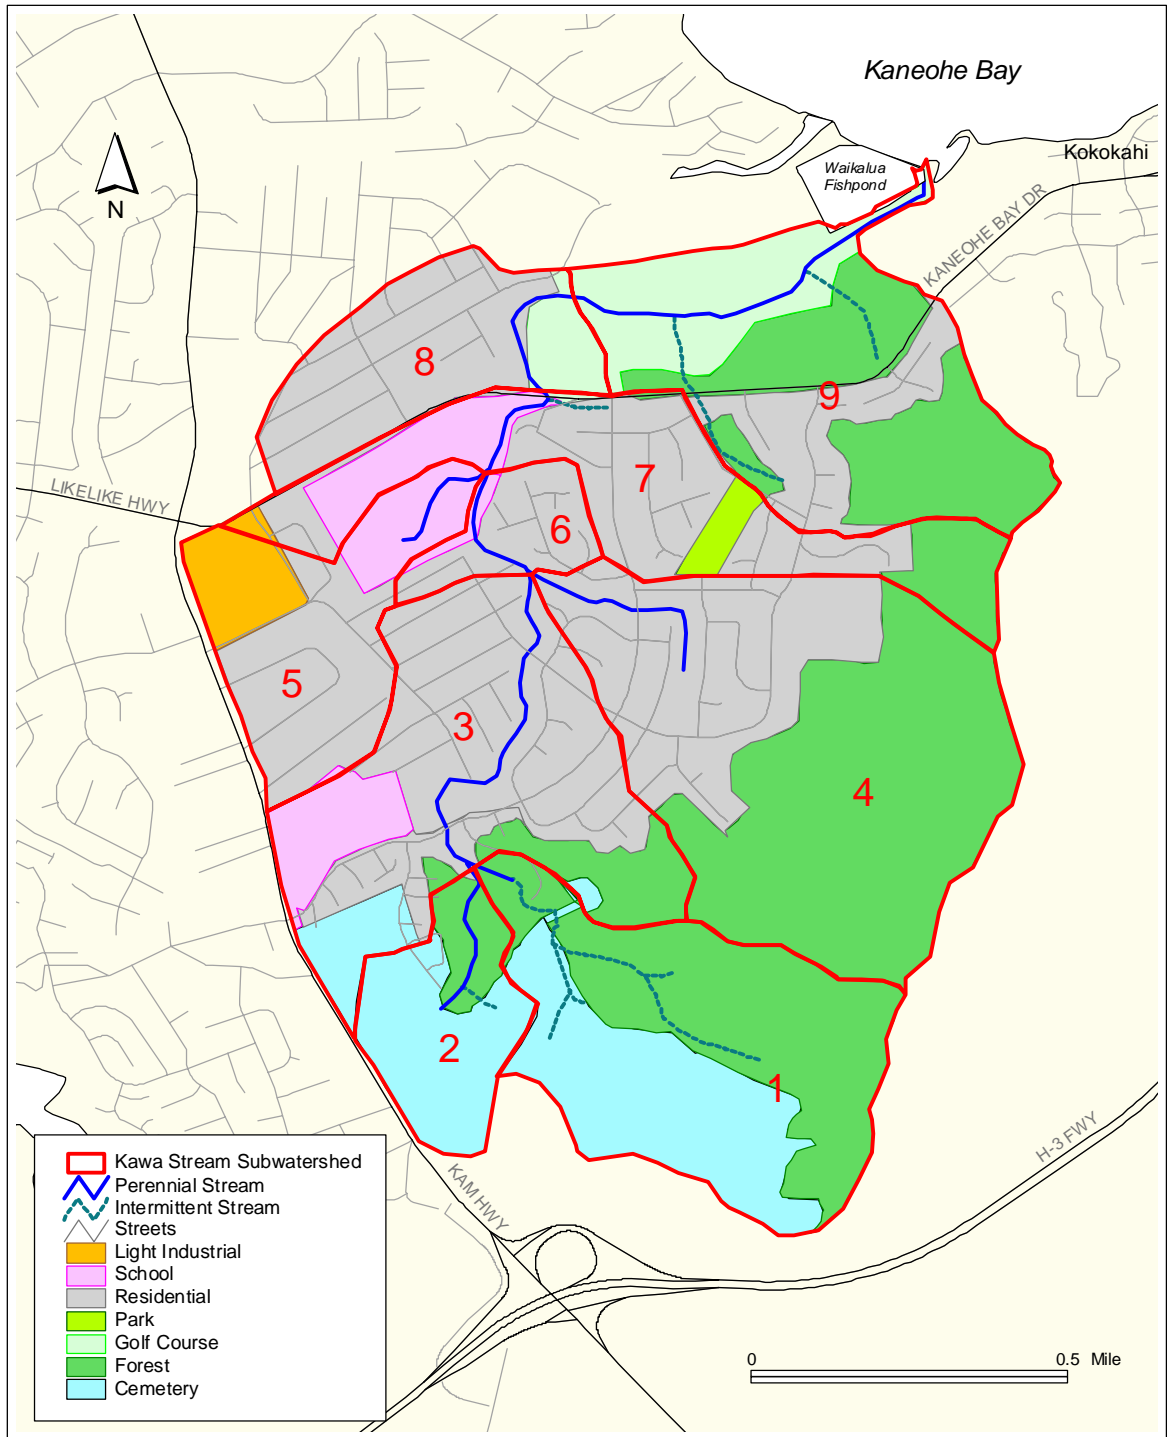 Kaneohe Bay
Kokokahi
Waikalua
Fishpond
N
KANEOHE BAY DR
8
9
LIKELIKE HWY
7
6
5
3
4
2
1
H-3 FWY
KAM HWY
Kawa Stream Subwatershed
Perennial Stream
Intermittent Stream
Streets
Light Industrial
School
Residential
Park
Golf Course
Forest
Cemetery
0 0.5 Mile